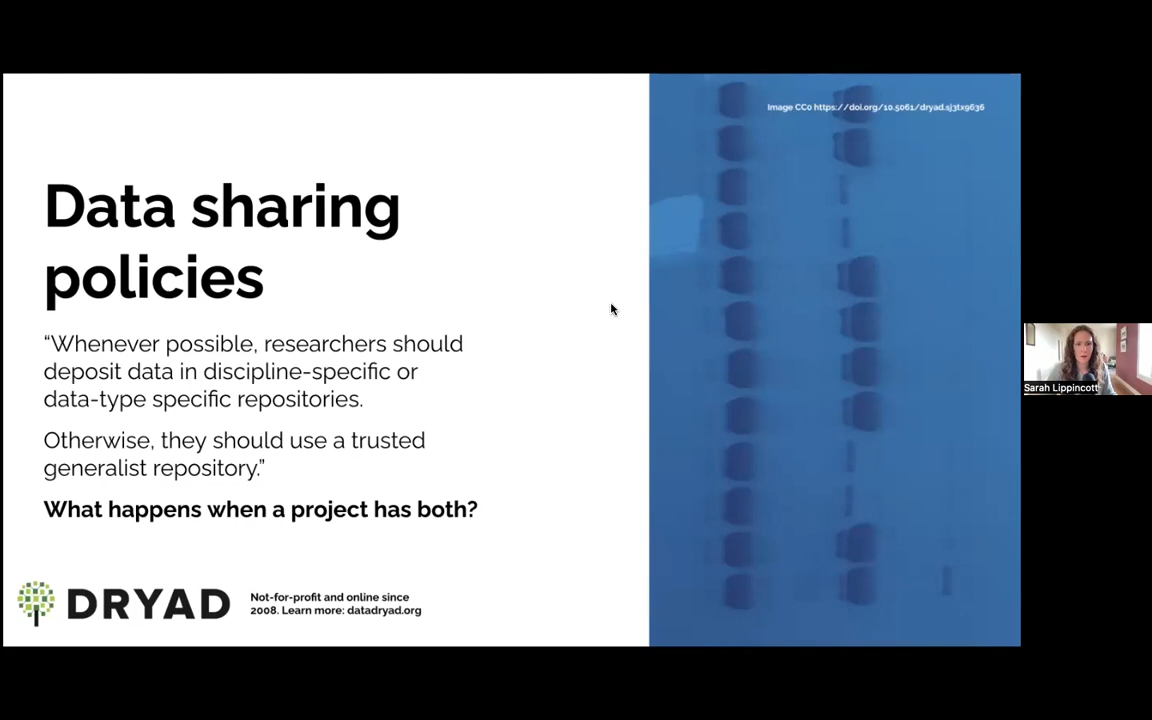 Image CC0 https://doi.org/10.5061/dryad.sj3tx9636
Data sharing
policies
“Whenever possible, researchers should
deposit data in discipline-specific or
data-type specific repositories.
Otherwise, they should use a trusted
generalist repository.”
What happens when a project has both?
DRYAD
Not-for-profit and online since
2008. Learn more: datadryad.org
Sarah Lippincott